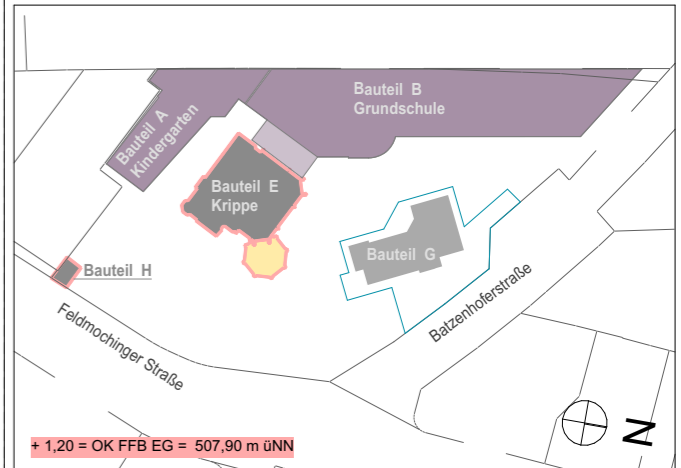 Bauteil B
Grundschule
Bauteil A
Kindergarten
Bauteil E
Krippe
Bauteil G
Bauteil H
Batzenhoferstraße
Feldmochinger Straße
+ 1,20 = OK FFB EG = 507,90 m üNN
N